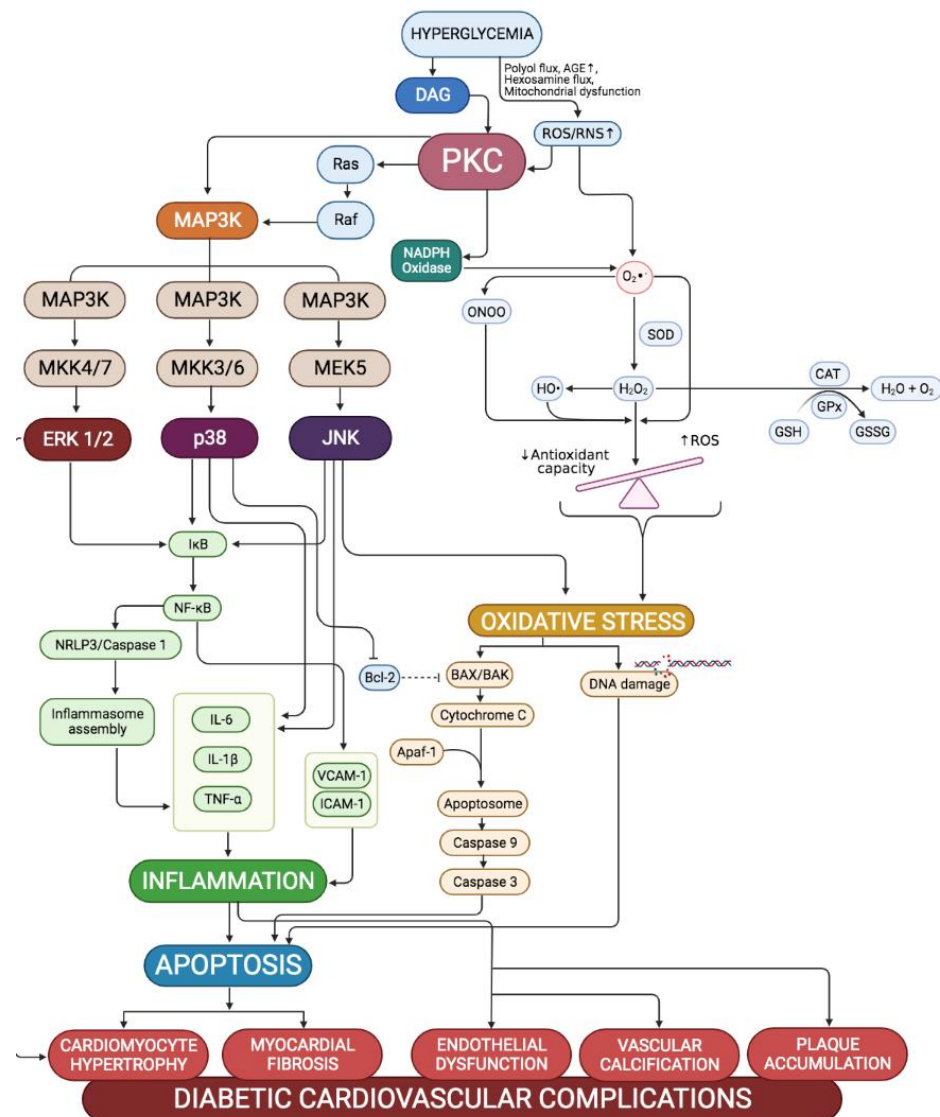 HYPERGLYCEMIA
Polyol flux, AGE↑,
Hexosamine flux,
Mitochondrial dysfunction
DAG
ROS/RNS↑
PKC
Ras
Raf
MAP3K
NADPH
Oxidase
O₂•⁻
MAP3K
MAP3K
MAP3K
ONOO
SOD
MKK4/7
MKK3/6
MEK5
HO•
H₂O₂
CAT
H₂O + O₂
GPx
GSH
GSSG
ERK 1/2
p38
JNK
↑ROS
↓Antioxidant
capacity
IκB
NF-κB
OXIDATIVE STRESS
NRLP3/Caspase 1
Bcl-2
BAX/BAK
DNA damage
Inflammasome
assembly
IL-6
IL-1β
TNF-α
Cytochrome C
Apaf-1
VCAM-1
ICAM-1
Apoptosome
Caspase 9
Caspase 3
INFLAMMATION
APOPTOSIS
CARDIOMYOCYTE
HYPERTROPHY
MYOCARDIAL
FIBROSIS
ENDOTHELIAL
DYSFUNCTION
VASCULAR
CALCIFICATION
PLAQUE
ACCUMULATION
DIABETIC CARDIOVASCULAR COMPLICATIONS